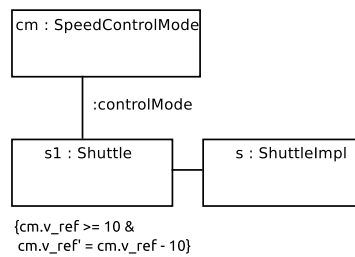 cm : SpeedControlMode
:controlMode
s1 : Shuttle
s : ShuttleImpl
{cm.v_ref >= 10 &
cm.v_ref' = cm.v_ref - 10}